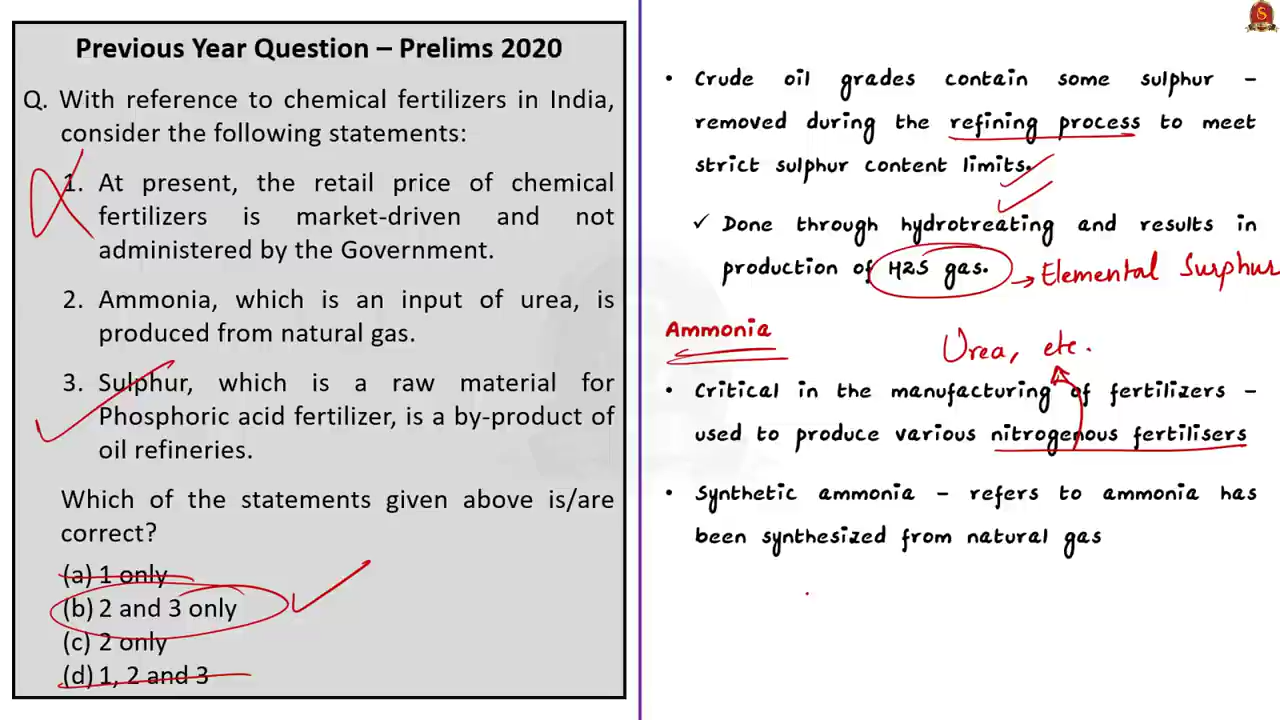 Previous Year Question – Prelims 2020
Q. With reference to chemical fertilizers in India,
consider the following statements:
1. At present, the retail price of chemical
fertilizers is market-driven and not
administered by the Government.
2. Ammonia, which is an input of urea, is
produced from natural gas.
3. Sulphur, which is a raw material for
Phosphoric acid fertilizer, is a by-product of
oil refineries.
Which of the statements given above is/are
correct?
(a) 1 only
(b) 2 and 3 only
(c) 2 only
(d) 1, 2 and 3
• Crude oil grades contain some sulphur –
removed during the refining process to meet
strict sulphur content limits.
✓ Done through hydrotreating and results in
production of H2S gas. → Elemental Surphur
Ammonia
Urea, etc.
• Critical in the manufacturing of fertilizers –
used to produce various nitrogenous fertilisers
• Synthetic ammonia – refers to ammonia has
been synthesized from natural gas